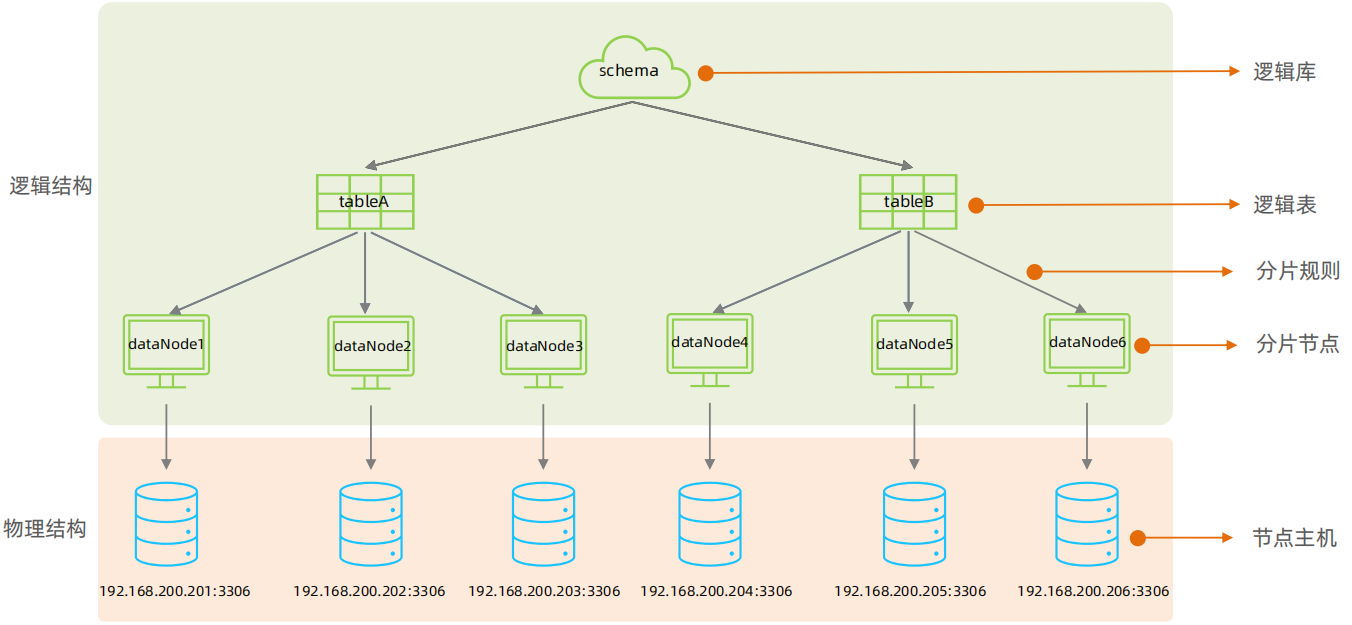 schema
逻辑库
逻辑结构
tableA
tableB
逻辑表
分片规则
dataNode1
dataNode2
dataNode3
dataNode4
dataNode5
dataNode6
分片节点
物理结构
节点主机
192.168.200.201:3306
192.168.200.202:3306
192.168.200.203:3306
192.168.200.204:3306
192.168.200.205:3306
192.168.200.206:3306